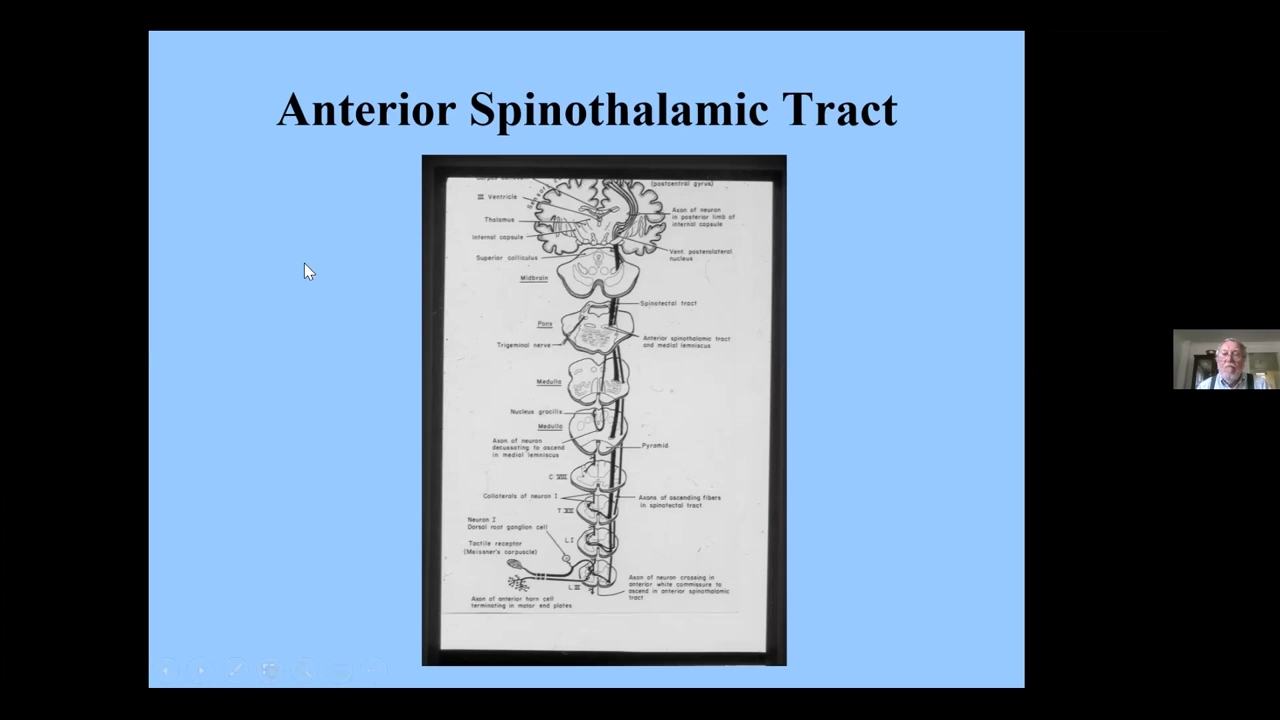 Anterior Spinothalamic Tract
(postcentral gyrus)
III Ventricle
Thalamus
Internal capsule
Superior colliculus
Midbrain
Pons
Trigeminal nerve
Medulla
Nucleus gracilis
Medulla
Axon of neuron
decussating to ascend
in medial lemniscus
C VIII
Collaterals of neuron I
T XII
Neuron I
Dorsal root ganglion cell
Tactile receptor
(Meissner's corpuscle)
L I
L III
Axon of anterior horn cell
terminating in motor end plates
Axon of neuron
in posterior limb of
internal capsule
Vent. posterolateral
nucleus
Spinotectal tract
Anterior spinothalamic tract
and medial lemniscus
Pyramid
Axons of ascending fibers
in spinotectal tract
Axon of neuron crossing in
anterior white commissure to
ascend in anterior spinothalamic
tract